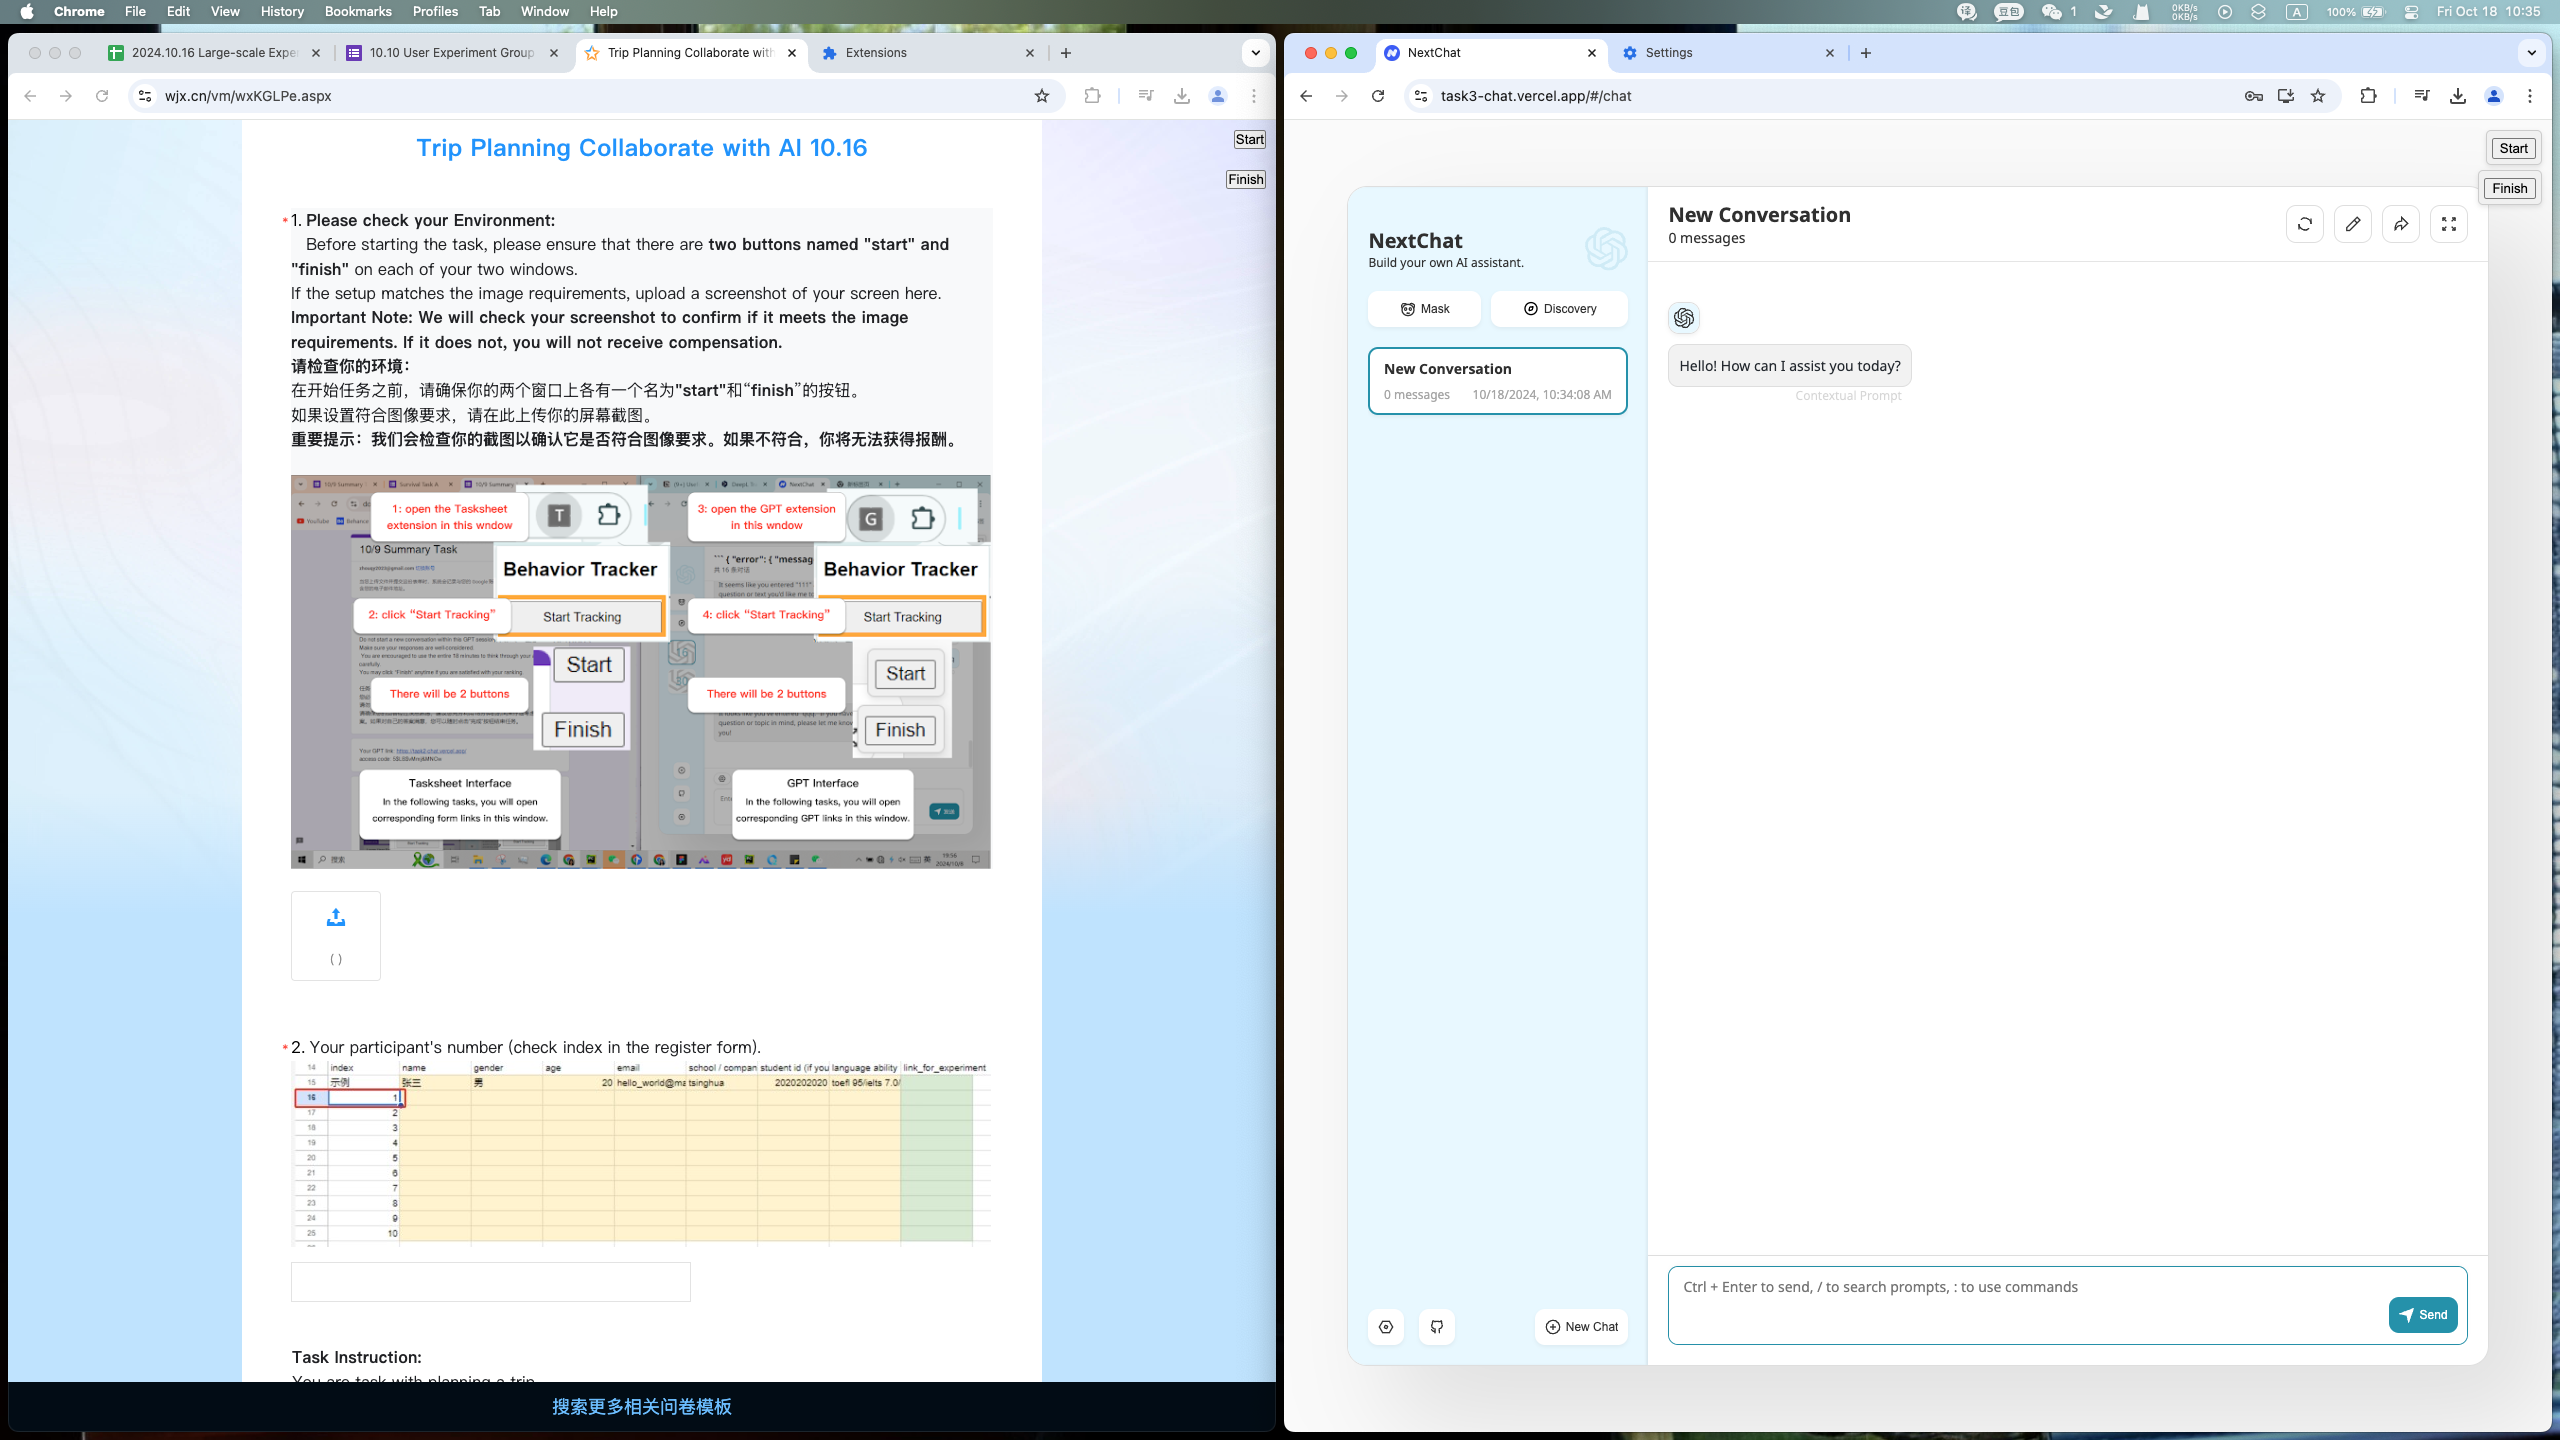 Chrome File Edit View History Bookmarks Profiles Tab Window Help
译 豆包 1 0KB/s 0KB/s A 100% Fri Oct 18 10:35
2024.10.16 Large-scale Expe
10.10 User Experiment Group
Trip Planning Collaborate with
Extensions
wjx.cn/vm/wxKGLPe.aspx
Start
Finish
Trip Planning Collaborate with AI 10.16
* 1. Please check your Environment:
Before starting the task, please ensure that there are two buttons named "start" and
"finish" on each of your two windows.
If the setup matches the image requirements, upload a screenshot of your screen here.
Important Note: We will check your screenshot to confirm if it meets the image
requirements. If it does not, you will not receive compensation.
请检查你的环境：
在开始任务之前，请确保你的两个窗口上各有一个名为"start"和“finish”的按钮。
如果设置符合图像要求，请在此上传你的屏幕截图。
重要提示：我们会检查你的截图以确认它是否符合图像要求。如果不符合，你将无法获得报酬。
1: open the Tasksheet
extension in this wndow
T
3: open the GPT extension
in this wndow
G
10/9 Summary Task
Behavior Tracker
Behavior Tracker
2: click “Start Tracking”
Start Tracking
4: click “Start Tracking”
Start Tracking
Start
There will be 2 buttons
Finish
Start
There will be 2 buttons
Finish
Tasksheet Interface
In the following tasks, you will open
corresponding form links in this window.
GPT Interface
In the following tasks, you will open
corresponding GPT links in this window.
( )
* 2. Your participant's number (check index in the register form).
14 index name gender age email school / compan student id (if you language ability link_for_experiment
15 示例 张三 男 20 hello_world@ma tsinghua 2020202020 toefl 95/ielts 7.0/
16 1
17 2
18 3
19 4
20 5
21 6
22 7
23 8
24 9
25 10
Task Instruction:
You are task with planning a trip
搜索更多相关问卷模板
NextChat
Settings
task3-chat.vercel.app/#/chat
Start
Finish
NextChat
Build your own AI assistant.
Mask
Discovery
New Conversation
0 messages 10/18/2024, 10:34:08 AM
New Chat
New Conversation
0 messages
Hello! How can I assist you today?
Contextual Prompt
Ctrl + Enter to send, / to search prompts, : to use commands
Send